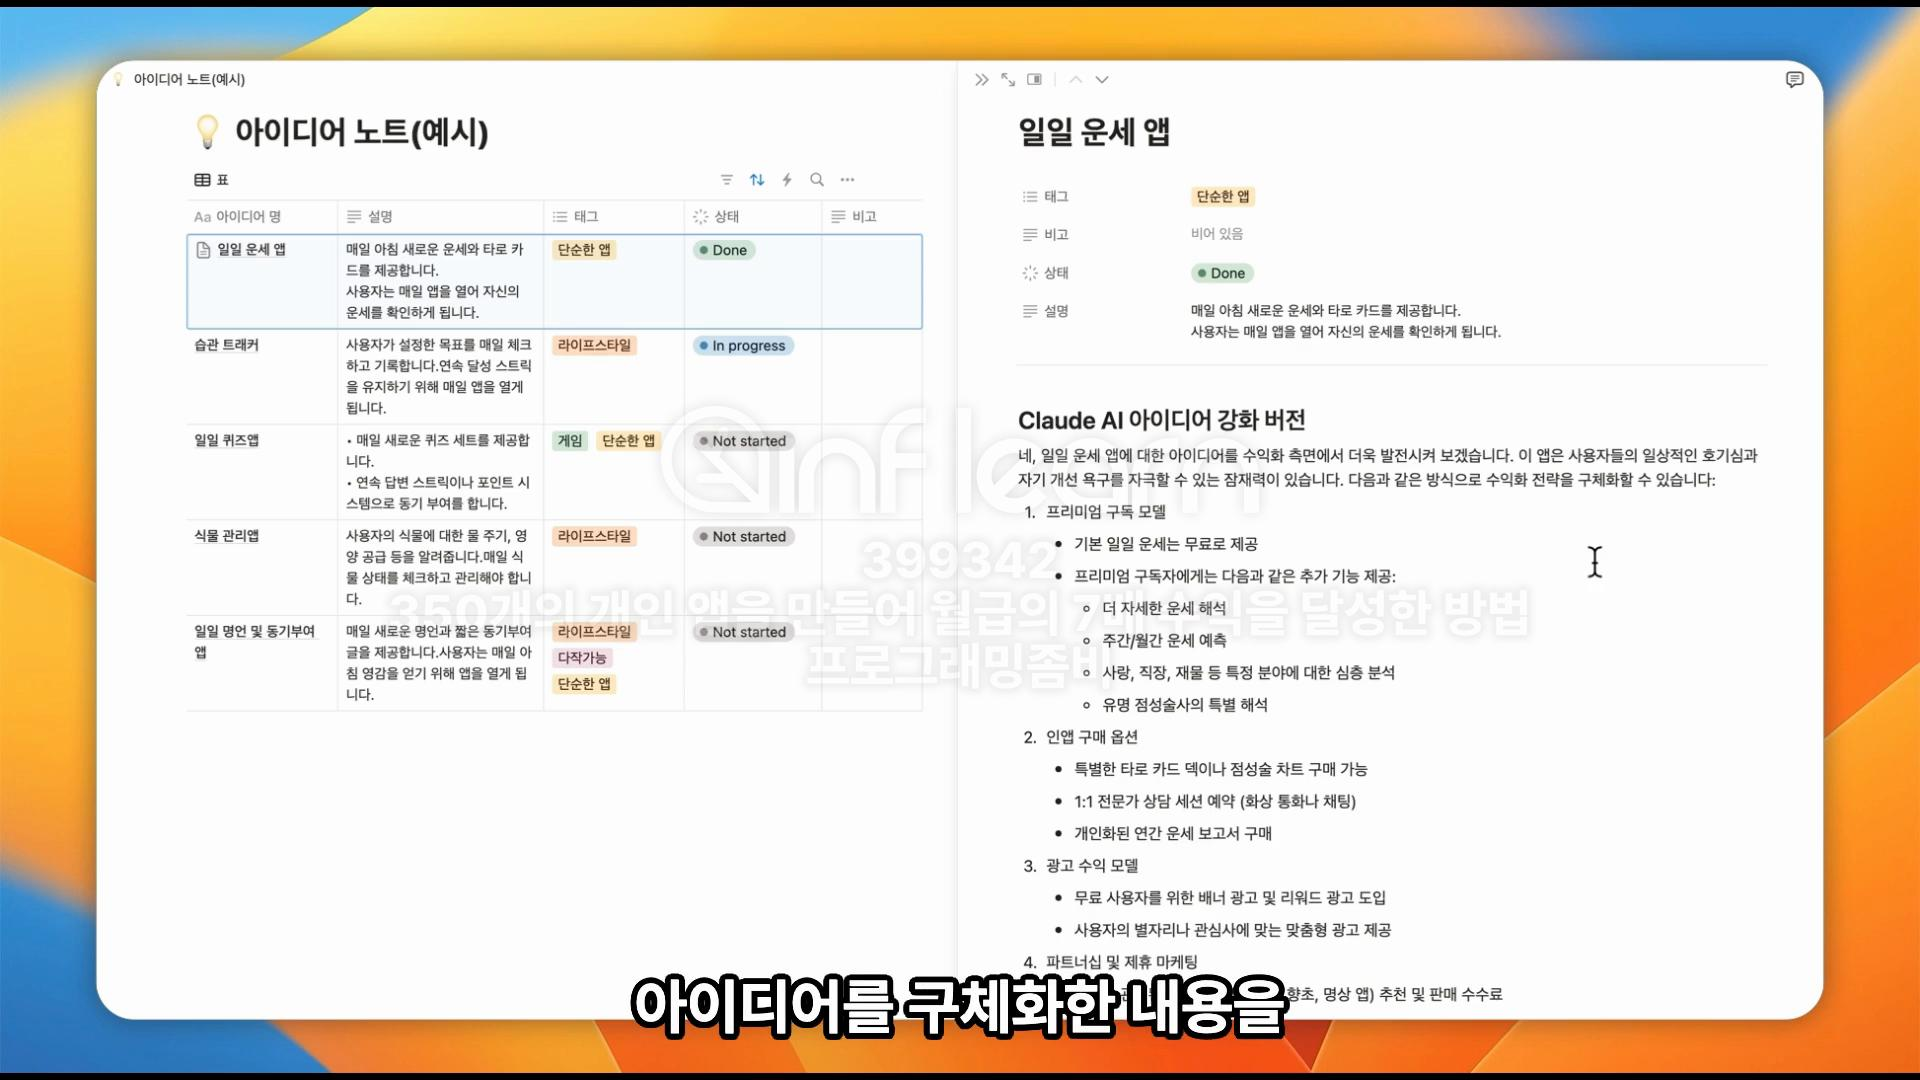 아이디어 노트(예시)
아이디어 노트(예시)
표
Aa 아이디어 명
설명
태그
상태
비고
일일 운세 앱
매일 아침 새로운 운세와 타로 카
드를 제공합니다.
사용자는 매일 앱을 열어 자신의
운세를 확인하게 됩니다.
단순한 앱
Done
습관 트래커
사용자가 설정한 목표를 매일 체크
하고 기록합니다.연속 달성 스트릭
을 유지하기 위해 매일 앱을 열게
됩니다.
라이프스타일
In progress
일일 퀴즈앱
• 매일 새로운 퀴즈 세트를 제공합
니다.
• 연속 답변 스트릭이나 포인트 시
스템으로 동기 부여를 합니다.
게임 단순한 앱
Not started
식물 관리앱
사용자의 식물에 대한 물 주기, 영
양 공급 등을 알려줍니다.매일 식
물 상태를 체크하고 관리해야 합니
다.
라이프스타일
Not started
일일 명언 및 동기부여
앱
매일 새로운 명언과 짧은 동기부여
글을 제공합니다.사용자는 매일 아
침 영감을 얻기 위해 앱을 열게 됩
니다.
라이프스타일
다작가능
단순한 앱
Not started
일일 운세 앱
태그
단순한 앱
비고
비어 있음
상태
Done
설명
매일 아침 새로운 운세와 타로 카드를 제공합니다.
사용자는 매일 앱을 열어 자신의 운세를 확인하게 됩니다.
Claude AI 아이디어 강화 버전
네, 일일 운세 앱에 대한 아이디어를 수익화 측면에서 더욱 발전시켜 보겠습니다. 이 앱은 사용자들의 일상적인 호기심과
자기 개선 욕구를 자극할 수 있는 잠재력이 있습니다. 다음과 같은 방식으로 수익화 전략을 구체화할 수 있습니다:
1. 프리미엄 구독 모델
• 기본 일일 운세는 무료로 제공
• 프리미엄 구독자에게는 다음과 같은 추가 기능 제공:
◦ 더 자세한 운세 해석
◦ 주간/월간 운세 예측
◦ 사랑, 직장, 재물 등 특정 분야에 대한 심층 분석
◦ 유명 점성술사의 특별 해석
2. 인앱 구매 옵션
• 특별한 타로 카드 덱이나 점성술 차트 구매 가능
• 1:1 전문가 상담 세션 예약 (화상 통화나 채팅)
• 개인화된 연간 운세 보고서 구매
3. 광고 수익 모델
• 무료 사용자를 위한 배너 광고 및 리워드 광고 도입
• 사용자의 별자리나 관심사에 맞는 맞춤형 광고 제공
4. 파트너십 및 제휴 마케팅
향초, 명상 앱) 추천 및 판매 수수료
inflearn
399342
350개의 개인 앱을 만들어 월급의 7배 수익을 달성한 방법
프로그래밍좀비
아이디어를 구체화한 내용을